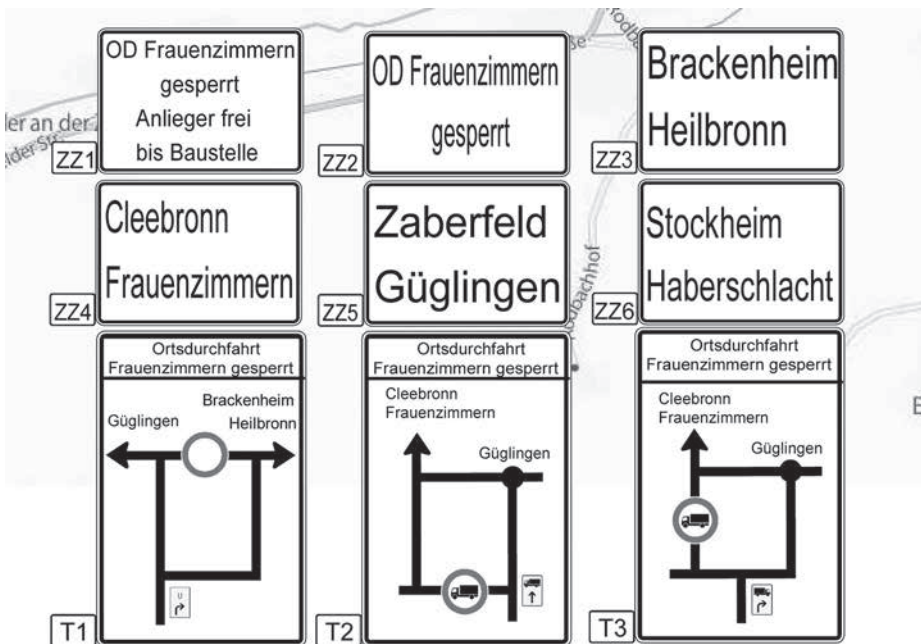 OD Frauenzimmern
gesperrt
Anlieger frei
bis Baustelle
ZZ1
OD Frauenzimmern
gesperrt
ZZ2
Brackenheim
Heilbronn
ZZ3
Cleebronn
Frauenzimmern
ZZ4
Zaberfeld
Güglingen
ZZ5
Stockheim
Haberschlacht
ZZ6
Ortsdurchfahrt
Frauenzimmern gesperrt
Brackenheim
Güglingen Heilbronn
U
T1
Ortsdurchfahrt
Frauenzimmern gesperrt
Cleebronn
Frauenzimmern
Güglingen
T2
Ortsdurchfahrt
Frauenzimmern gesperrt
Cleebronn
Frauenzimmern
Güglingen
T3